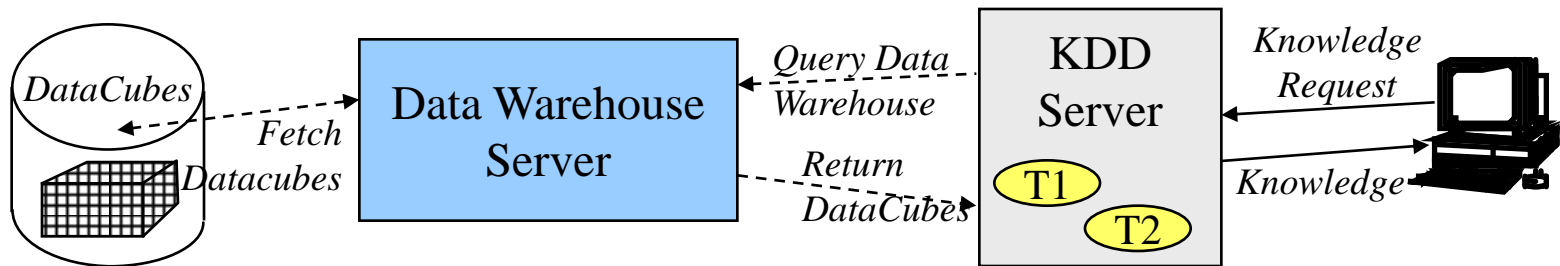 DataCubes
Fetch
Datacubes
Data Warehouse
Server
Query Data
Warehouse
Return
DataCubes
KDD
Server
T1
T2
Knowledge
Request
Knowledge